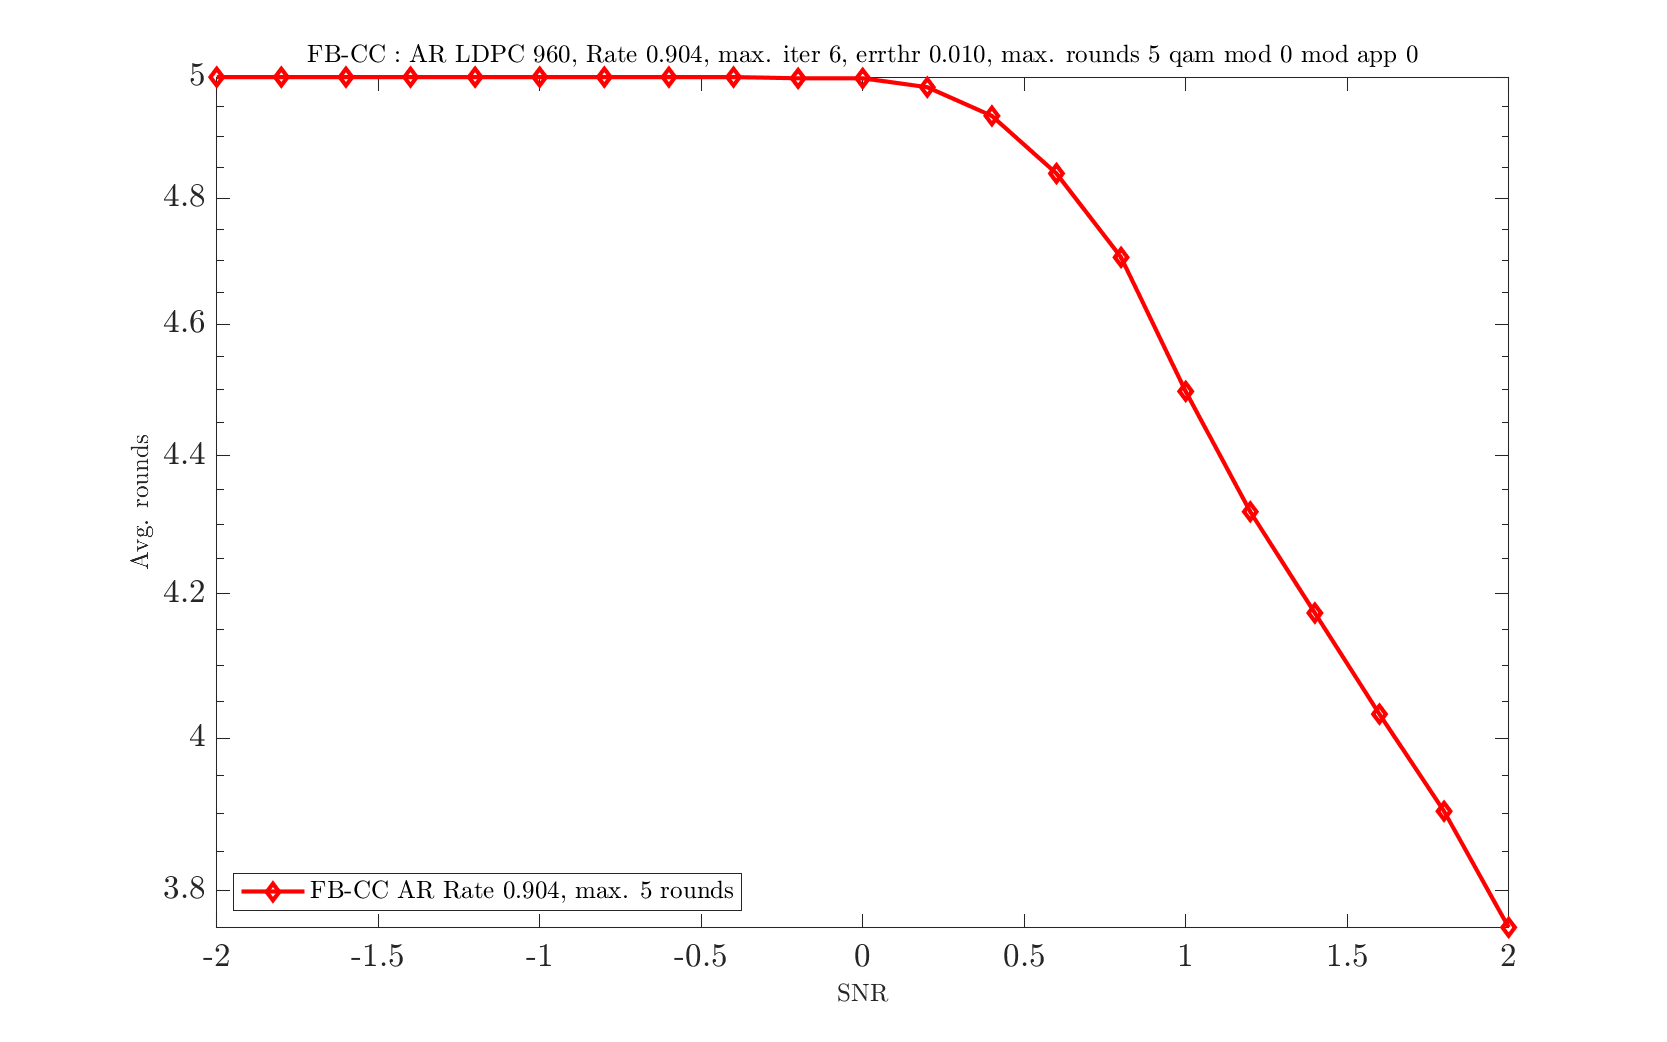 FB-CC : AR LDPC 960, Rate 0.904, max. iter 6, errthr 0.010, max. rounds 5 qam mod 0 mod app 0
5
4.8
4.6
4.4
4.2
4
3.8
Avg. rounds
FB-CC AR Rate 0.904, max. 5 rounds
-2 -1.5 -1 -0.5 0 0.5 1 1.5 2
SNR